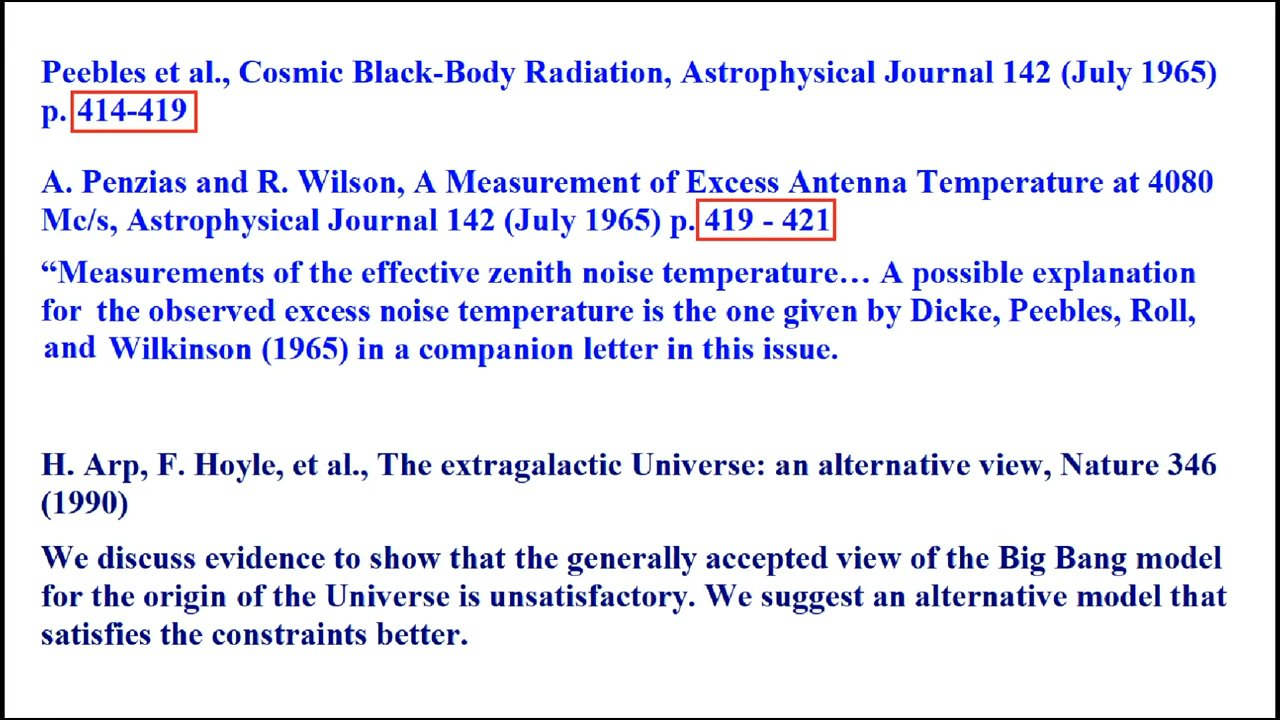 Peebles et al., Cosmic Black-Body Radiation, Astrophysical Journal 142 (July 1965)
p. 414-419
A. Penzias and R. Wilson, A Measurement of Excess Antenna Temperature at 4080
Mc/s, Astrophysical Journal 142 (July 1965) p. 419 - 421
“Measurements of the effective zenith noise temperature… A possible explanation
for the observed excess noise temperature is the one given by Dicke, Peebles, Roll,
and Wilkinson (1965) in a companion letter in this issue.
H. Arp, F. Hoyle, et al., The extragalactic Universe: an alternative view, Nature 346
(1990)
We discuss evidence to show that the generally accepted view of the Big Bang model
for the origin of the Universe is unsatisfactory. We suggest an alternative model that
satisfies the constraints better.